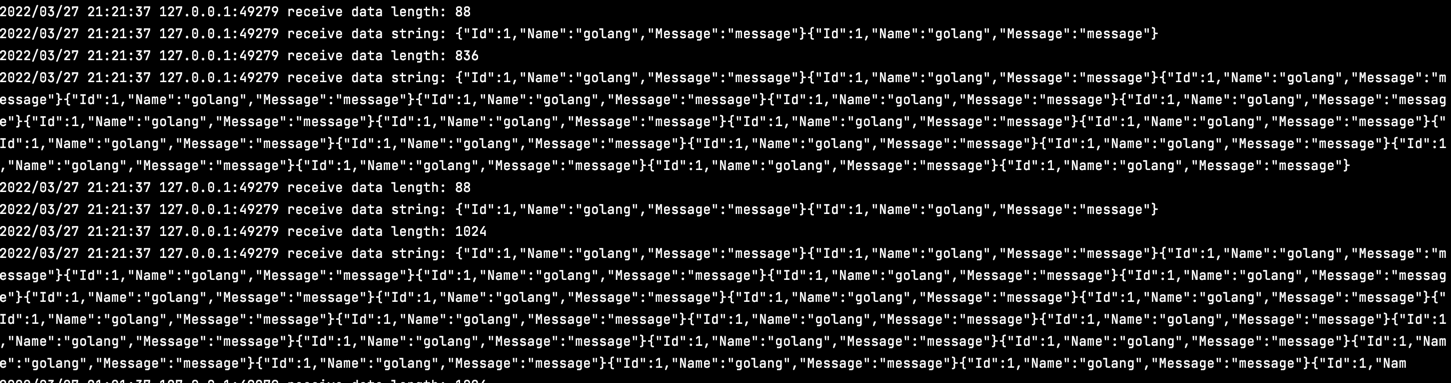 2022/03/27 21:21:37 127.0.0.1:49279 receive data length: 88
2022/03/27 21:21:37 127.0.0.1:49279 receive data string: {"Id":1,"Name":"golang","Message":"message"}{"Id":1,"Name":"golang","Message":"message"}
2022/03/27 21:21:37 127.0.0.1:49279 receive data length: 836
2022/03/27 21:21:37 127.0.0.1:49279 receive data string: {"Id":1,"Name":"golang","Message":"message"}{"Id":1,"Name":"golang","Message":"message"}{"Id":1,"Name":"golang","Message":"m
essage"}{"Id":1,"Name":"golang","Message":"message"}{"Id":1,"Name":"golang","Message":"message"}{"Id":1,"Name":"golang","Message":"message"}{"Id":1,"Name":"golang","Message":"messag
e"}{"Id":1,"Name":"golang","Message":"message"}{"Id":1,"Name":"golang","Message":"message"}{"Id":1,"Name":"golang","Message":"message"}{"Id":1,"Name":"golang","Message":"message"}{"
Id":1,"Name":"golang","Message":"message"}{"Id":1,"Name":"golang","Message":"message"}{"Id":1,"Name":"golang","Message":"message"}{"Id":1,"Name":"golang","Message":"message"}{"Id":1
,"Name":"golang","Message":"message"}{"Id":1,"Name":"golang","Message":"message"}{"Id":1,"Name":"golang","Message":"message"}{"Id":1,"Name":"golang","Message":"message"}
2022/03/27 21:21:37 127.0.0.1:49279 receive data length: 88
2022/03/27 21:21:37 127.0.0.1:49279 receive data string: {"Id":1,"Name":"golang","Message":"message"}{"Id":1,"Name":"golang","Message":"message"}
2022/03/27 21:21:37 127.0.0.1:49279 receive data length: 1024
2022/03/27 21:21:37 127.0.0.1:49279 receive data string: {"Id":1,"Name":"golang","Message":"message"}{"Id":1,"Name":"golang","Message":"message"}{"Id":1,"Name":"golang","Message":"m
essage"}{"Id":1,"Name":"golang","Message":"message"}{"Id":1,"Name":"golang","Message":"message"}{"Id":1,"Name":"golang","Message":"message"}{"Id":1,"Name":"golang","Message":"messag
e"}{"Id":1,"Name":"golang","Message":"message"}{"Id":1,"Name":"golang","Message":"message"}{"Id":1,"Name":"golang","Message":"message"}{"Id":1,"Name":"golang","Message":"message"}{"
Id":1,"Name":"golang","Message":"message"}{"Id":1,"Name":"golang","Message":"message"}{"Id":1,"Name":"golang","Message":"message"}{"Id":1,"Name":"golang","Message":"message"}{"Id":1
,"Name":"golang","Message":"message"}{"Id":1,"Name":"golang","Message":"message"}{"Id":1,"Name":"golang","Message":"message"}{"Id":1,"Name":"golang","Message":"message"}{"Id":1,"Nam
e":"golang","Message":"message"}{"Id":1,"Name":"golang","Message":"message"}{"Id":1,"Name":"golang","Message":"message"}{"Id":1,"Name":"golang","Message":"message"}{"Id":1,"Nam